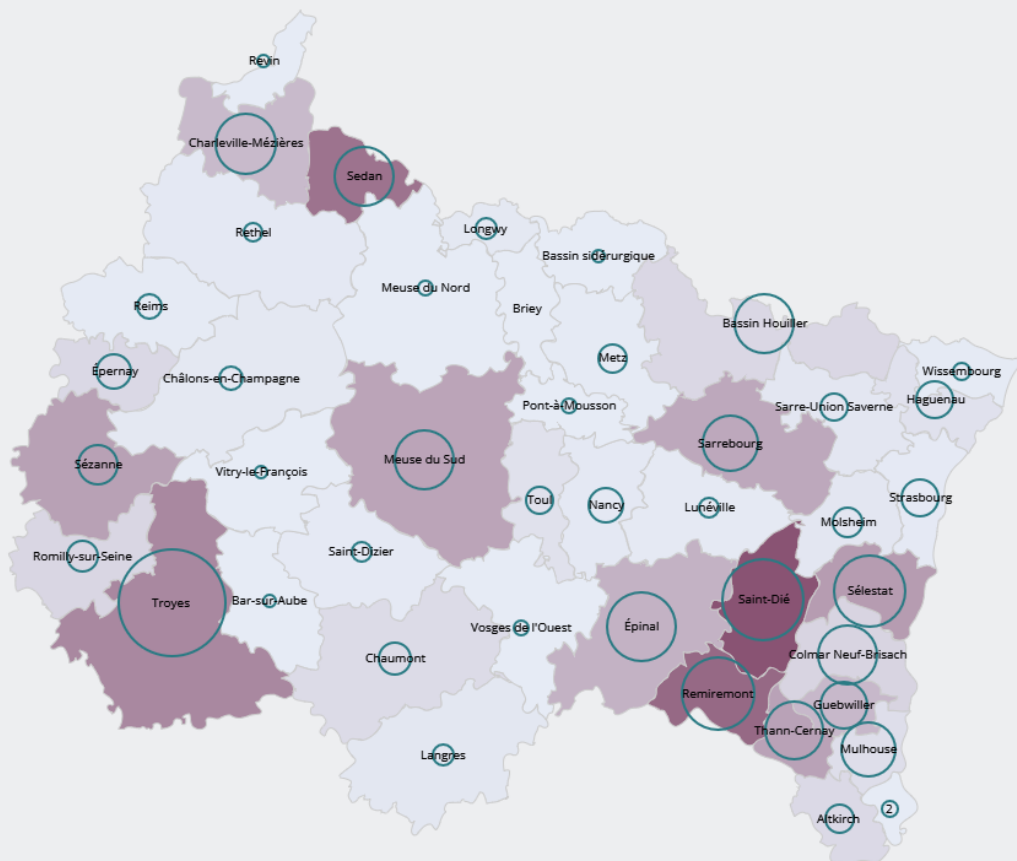 Revin
Charleville-Mézières
Sedan
Longwy
Rethel
Bassin sidérurgique
Meuse du Nord
Reims
Briey
Bassin Houiller
Metz
Épernay
Châlons-en-Champagne
Wissembourg
Haguenau
Pont-à-Mousson
Sarre-Union Saverne
Sarrebourg
Meuse du Sud
Sézanne
Vitry-le-François
Toul
Nancy
Lunéville
Strasbourg
Molsheim
Saint-Dizier
Romilly-sur-Seine
Sélestat
Troyes
Bar-sur-Aube
Saint-Dié
Vosges de l'Ouest
Épinal
Colmar Neuf-Brisach
Chaumont
Remiremont
Guebwiller
Thann-Cernay
Mulhouse
Langres
2
Altkirch